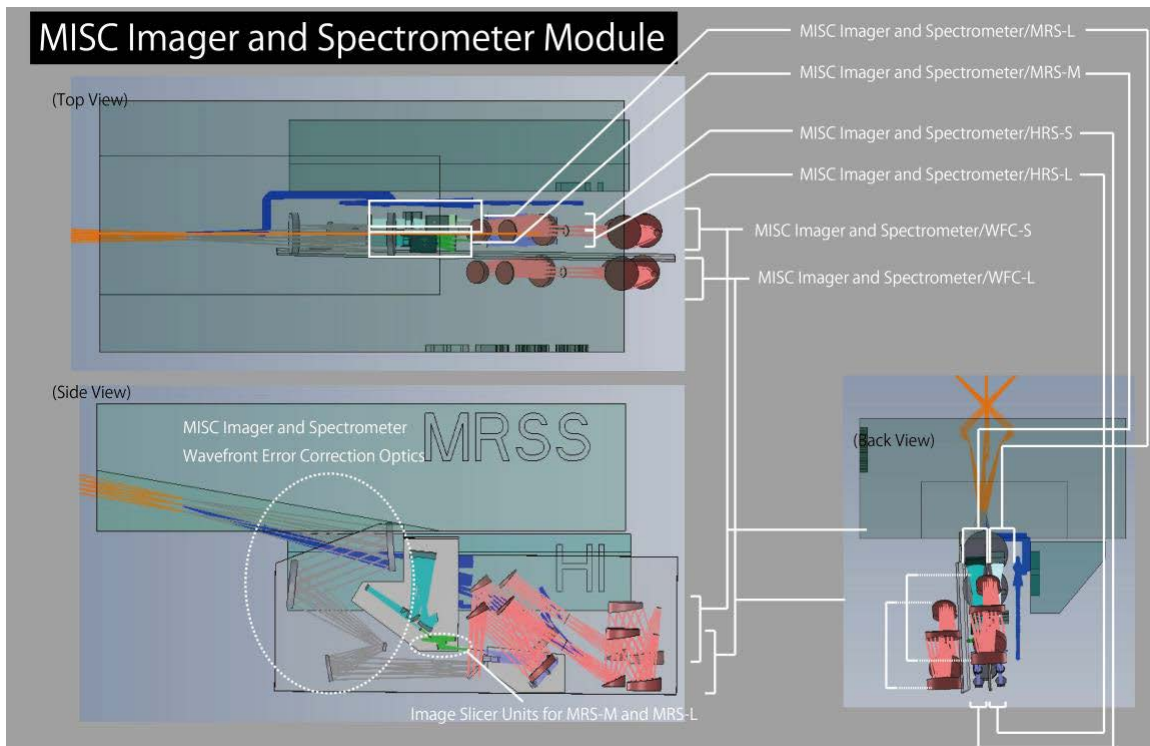 MISC Imager and Spectrometer Module
MISC Imager and Spectrometer/MRS-L
MISC Imager and Spectrometer/MRS-M
(Top View)
MISC Imager and Spectrometer/HRS-S
MISC Imager and Spectrometer/HRS-L
MISC Imager and Spectrometer/WFC-S
MISC Imager and Spectrometer/WFC-L
(Side View)
MISC Imager and Spectrometer
Wavefront Error Correction Optics
MRSS
(Back View)
HI
Image Slicer Units for MRS-M and MRS-L